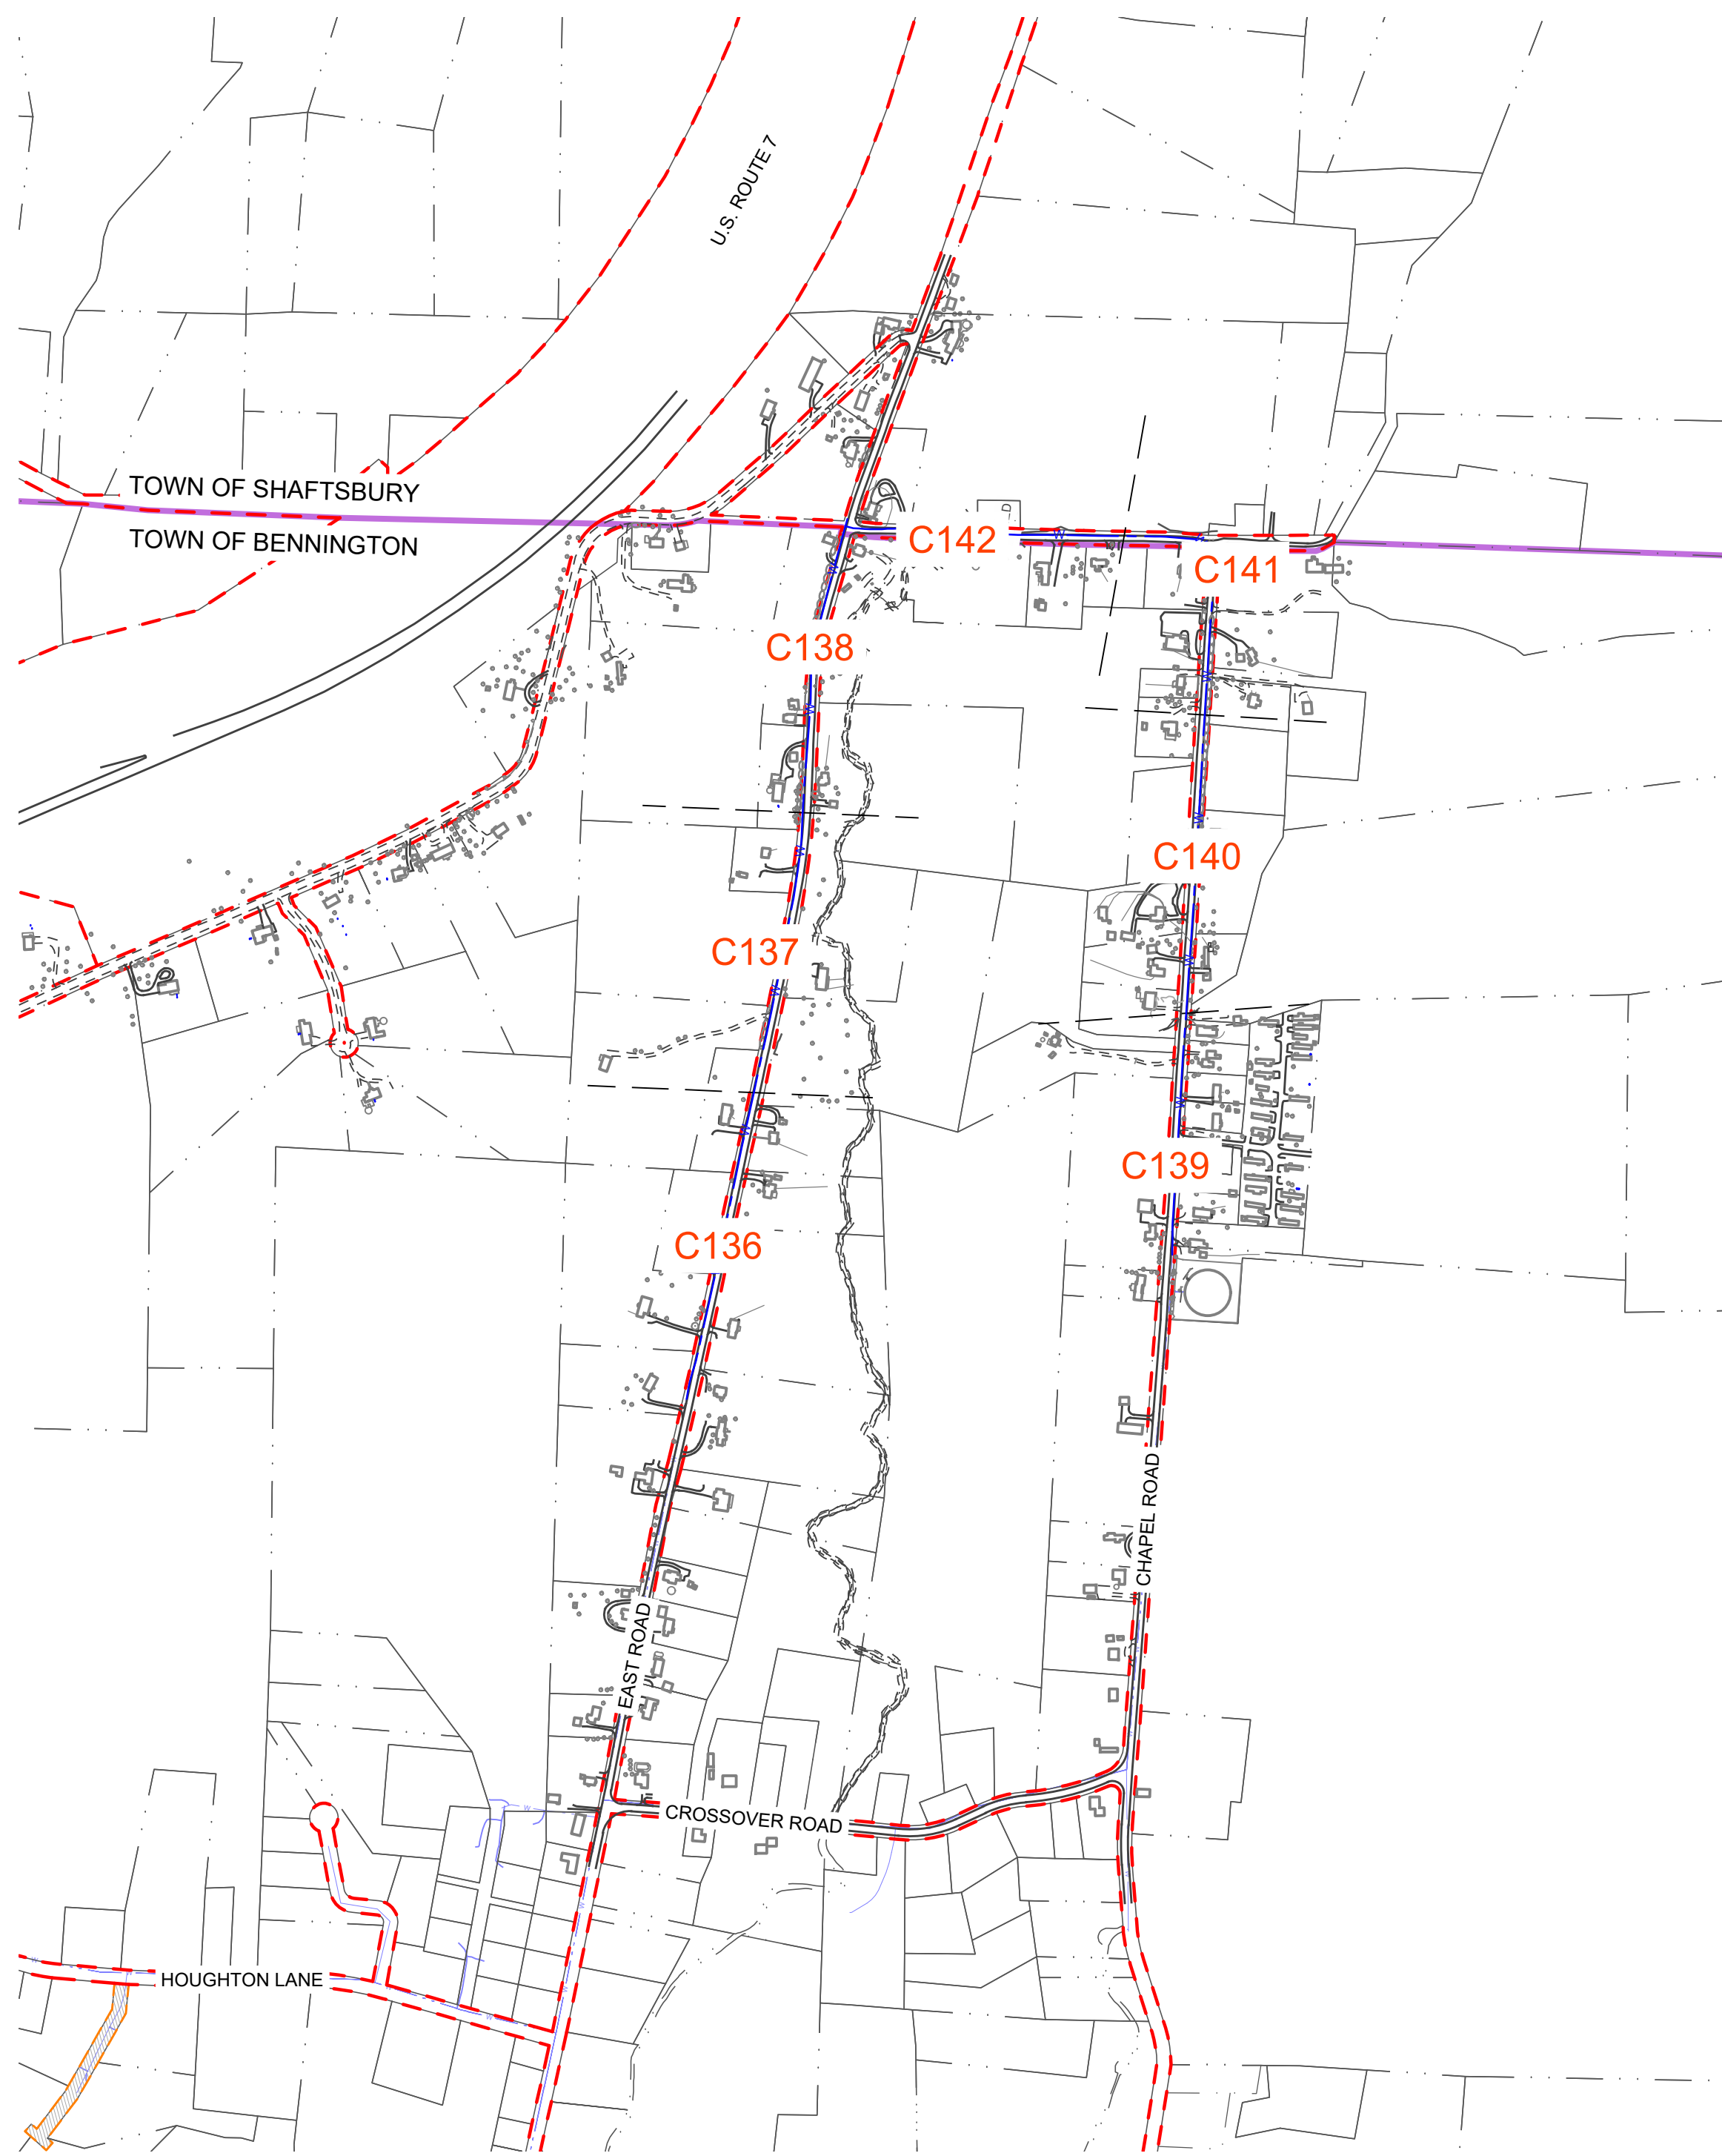 U.S. ROUTE 7
TOWN OF SHAFTSBURY
TOWN OF BENNINGTON
C142
C141
C138
C140
C137
C139
C136
CHAPEL ROAD
EAST ROAD
CROSSOVER ROAD
HOUGHTON LANE